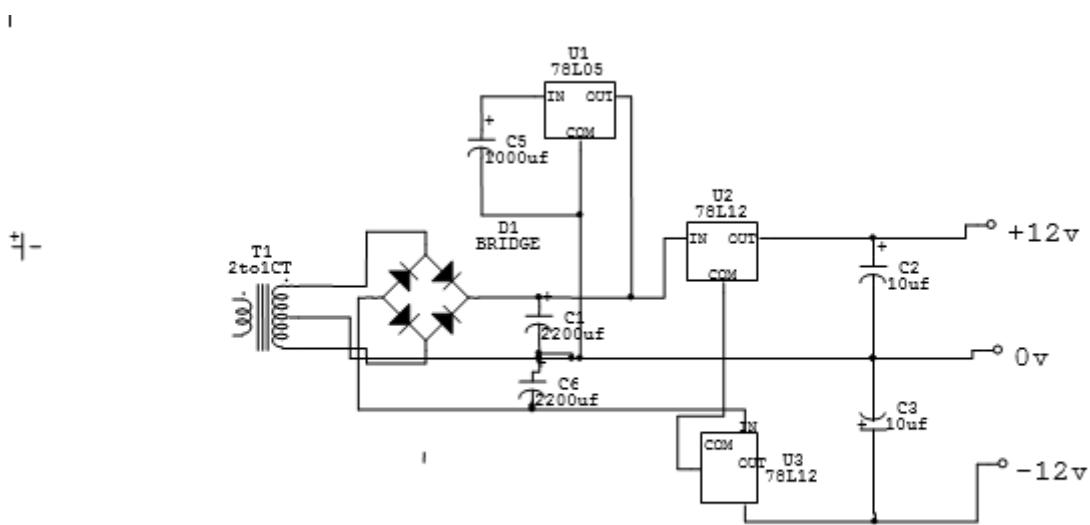 U1
78L05
IN OUT
COM
+
C5
1000uf
D1
BRIDGE
T1
2to1CT
U2
78L12
IN OUT
COM
+12v
+
C2
10uf
+
C1
2200uf
0v
+
C6
2200uf
C3
+
10uf
IN
COM
OUT
U3
78L12
-12v
+
-